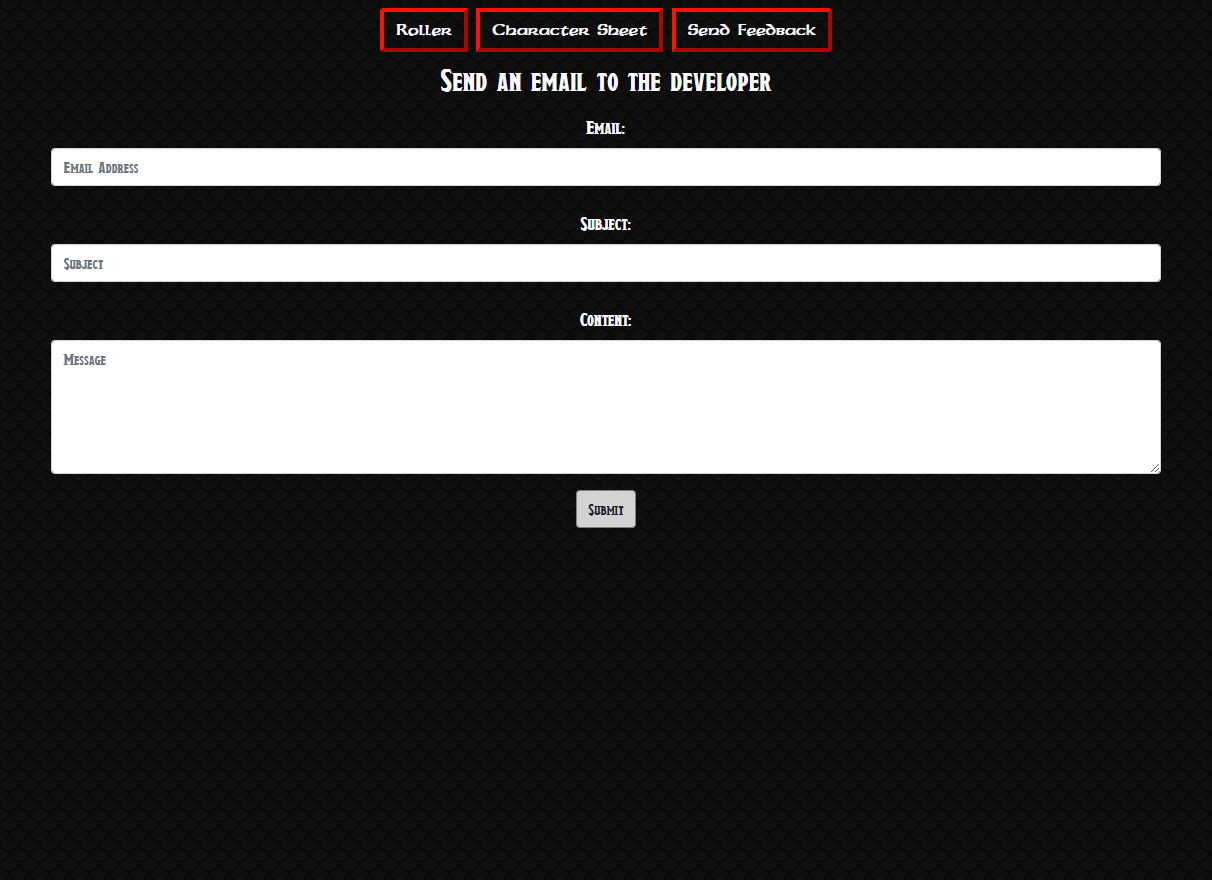 Roller Character Sheet Send Feedback
Send an email to the developer
Email:
Email Address
Subject:
Subject
Content:
Message
Submit